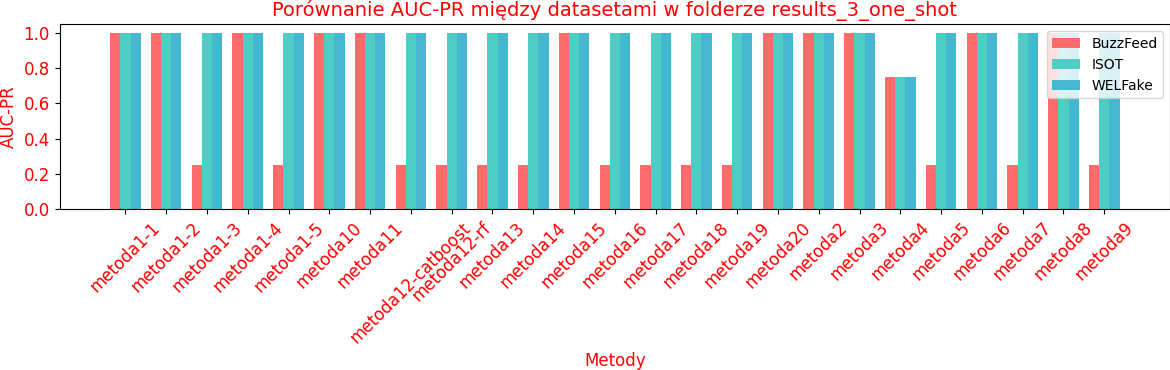 Porównanie AUC-PR między datasetami w folderze results_3_one_shot
AUC-PR
1.0
0.8
0.6
0.4
0.2
0.0
BuzzFeed
ISOT
WELFake
metoda1-1
metoda1-2
metoda1-3
metoda1-4
metoda1-5
metoda10
metoda11
metoda12-catboost
metoda12-rf
metoda13
metoda14
metoda15
metoda16
metoda17
metoda18
metoda19
metoda20
metoda2
metoda3
metoda4
metoda5
metoda6
metoda7
metoda8
metoda9
Metody